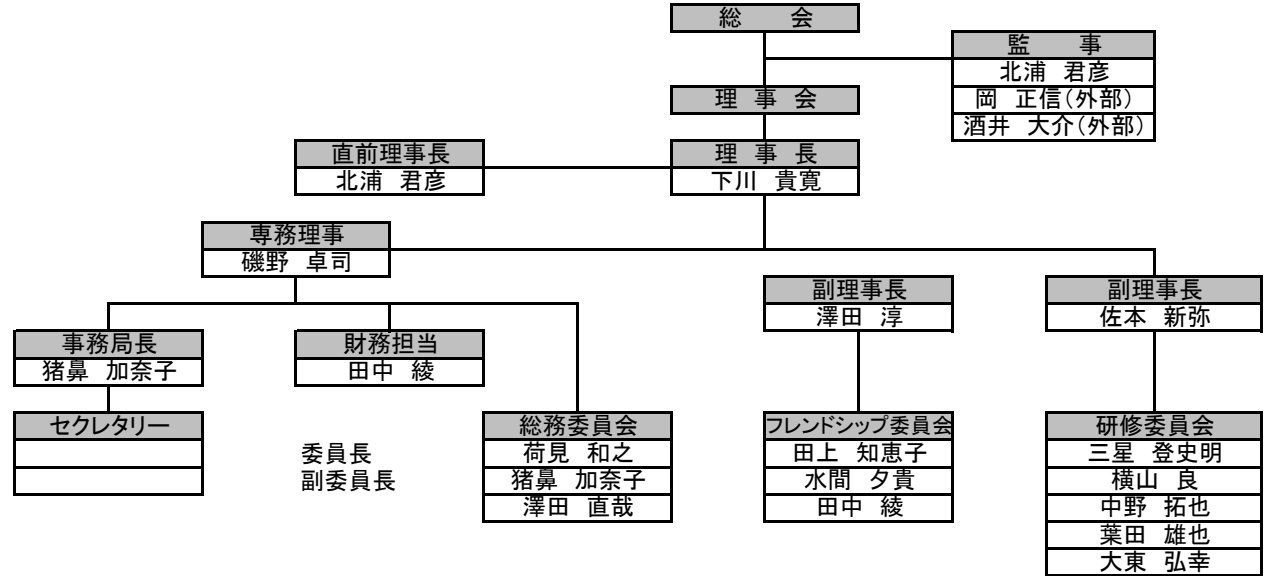 総　会
監　事
北浦　君彦
岡　正信(外部)
酒井　大介(外部)
理　事　会
直前理事長
北浦　君彦
理　事　長
下川　貴寛
専務理事
磯野　卓司
副理事長
澤田　淳
副理事長
佐本　新弥
事務局長
猪鼻　加奈子
財務担当
田中　綾
セクレタリー
委員長
副委員長
総務委員会
荷見　和之
猪鼻　加奈子
澤田　直哉
フレンドシップ委員会
田上　知恵子
水間　夕貴
田中　綾
研修委員会
三星　登史明
横山　良
中野　拓也
葉田　雄也
大東　弘幸